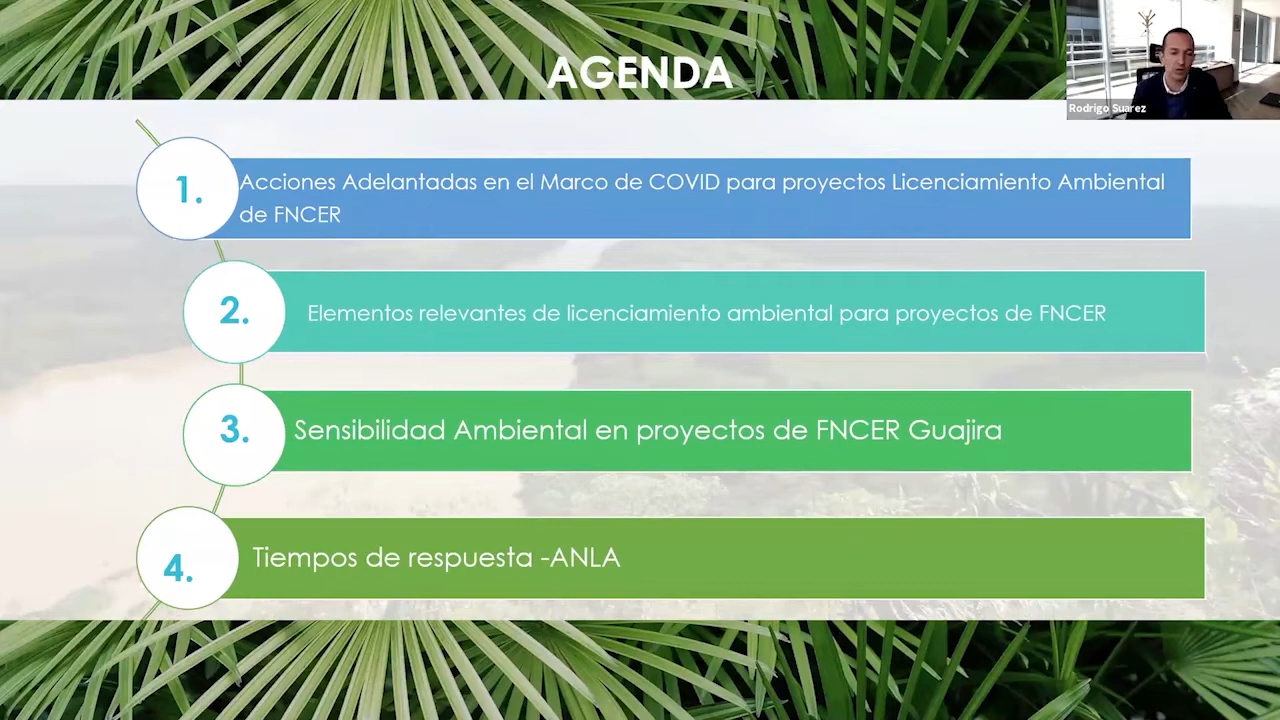 AGENDA
Rodrigo Suarez
1.
Acciones Adelantadas en el Marco de COVID para proyectos Licenciamiento Ambiental
de FNCER
2.
Elementos relevantes de licenciamiento ambiental para proyectos de FNCER
3.
Sensibilidad Ambiental en proyectos de FNCER Guajira
4.
Tiempos de respuesta -ANLA